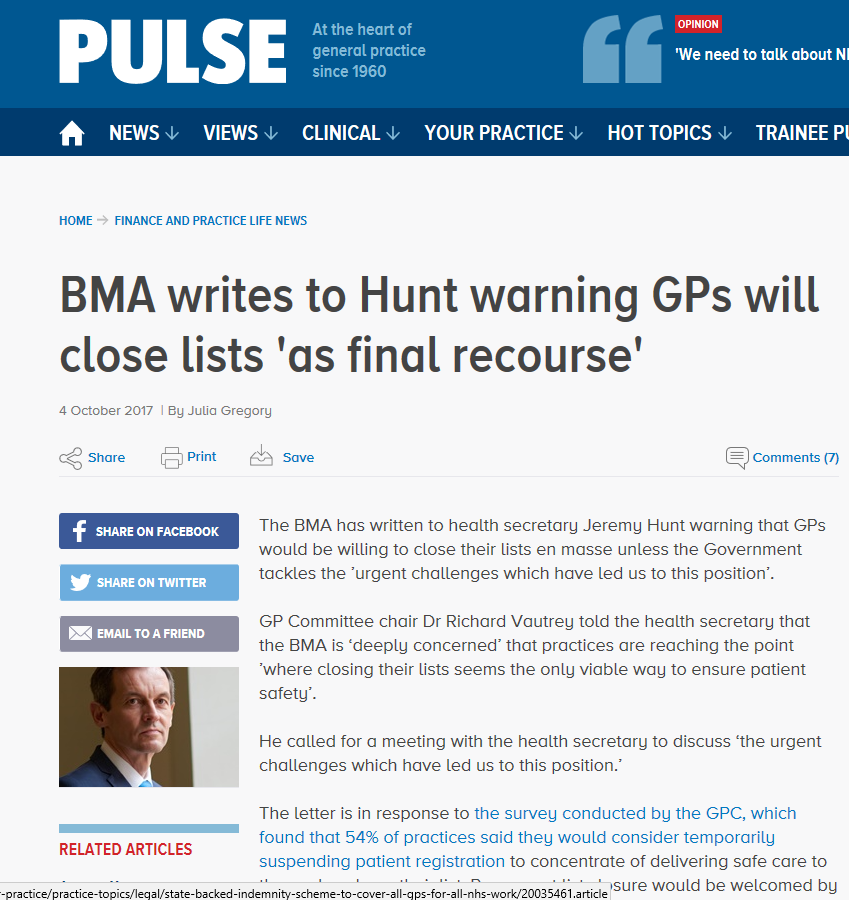 PULSE
At the heart of
general practice
since 1960
OPINION
'We need to talk about
NEWS
VIEWS
CLINICAL
YOUR PRACTICE
HOT TOPICS
TRAINEE
HOME
FINANCE AND PRACTICE LIFE NEWS
BMA writes to Hunt warning GPs will
close lists 'as final recourse'
4 October 2017 | By Julia Gregory
Share
Print
Save
Comments (7)
SHARE ON FACEBOOK
SHARE ON TWITTER
EMAIL TO A FRIEND
The BMA has written to health secretary Jeremy Hunt warning that GPs
would be willing to close their lists en masse unless the Government
tackles the ’urgent challenges which have led us to this position’.
GP Committee chair Dr Richard Vautrey told the health secretary that
the BMA is ‘deeply concerned’ that practices are reaching the point
’where closing their lists seems the only viable way to ensure patient
safety’.
He called for a meeting with the health secretary to discuss ‘the urgent
challenges which have led us to this position.’
The letter is in response to the survey conducted by the GPC, which
found that 54% of practices said they would consider temporarily
suspending patient registration to concentrate of delivering safe care to
would be welcomed by
RELATED ARTICLES
-practice/practice-topics/legal/state-backed-indemnity-scheme-to-cover-all-gps-for-all-nhs-work/20035461.article